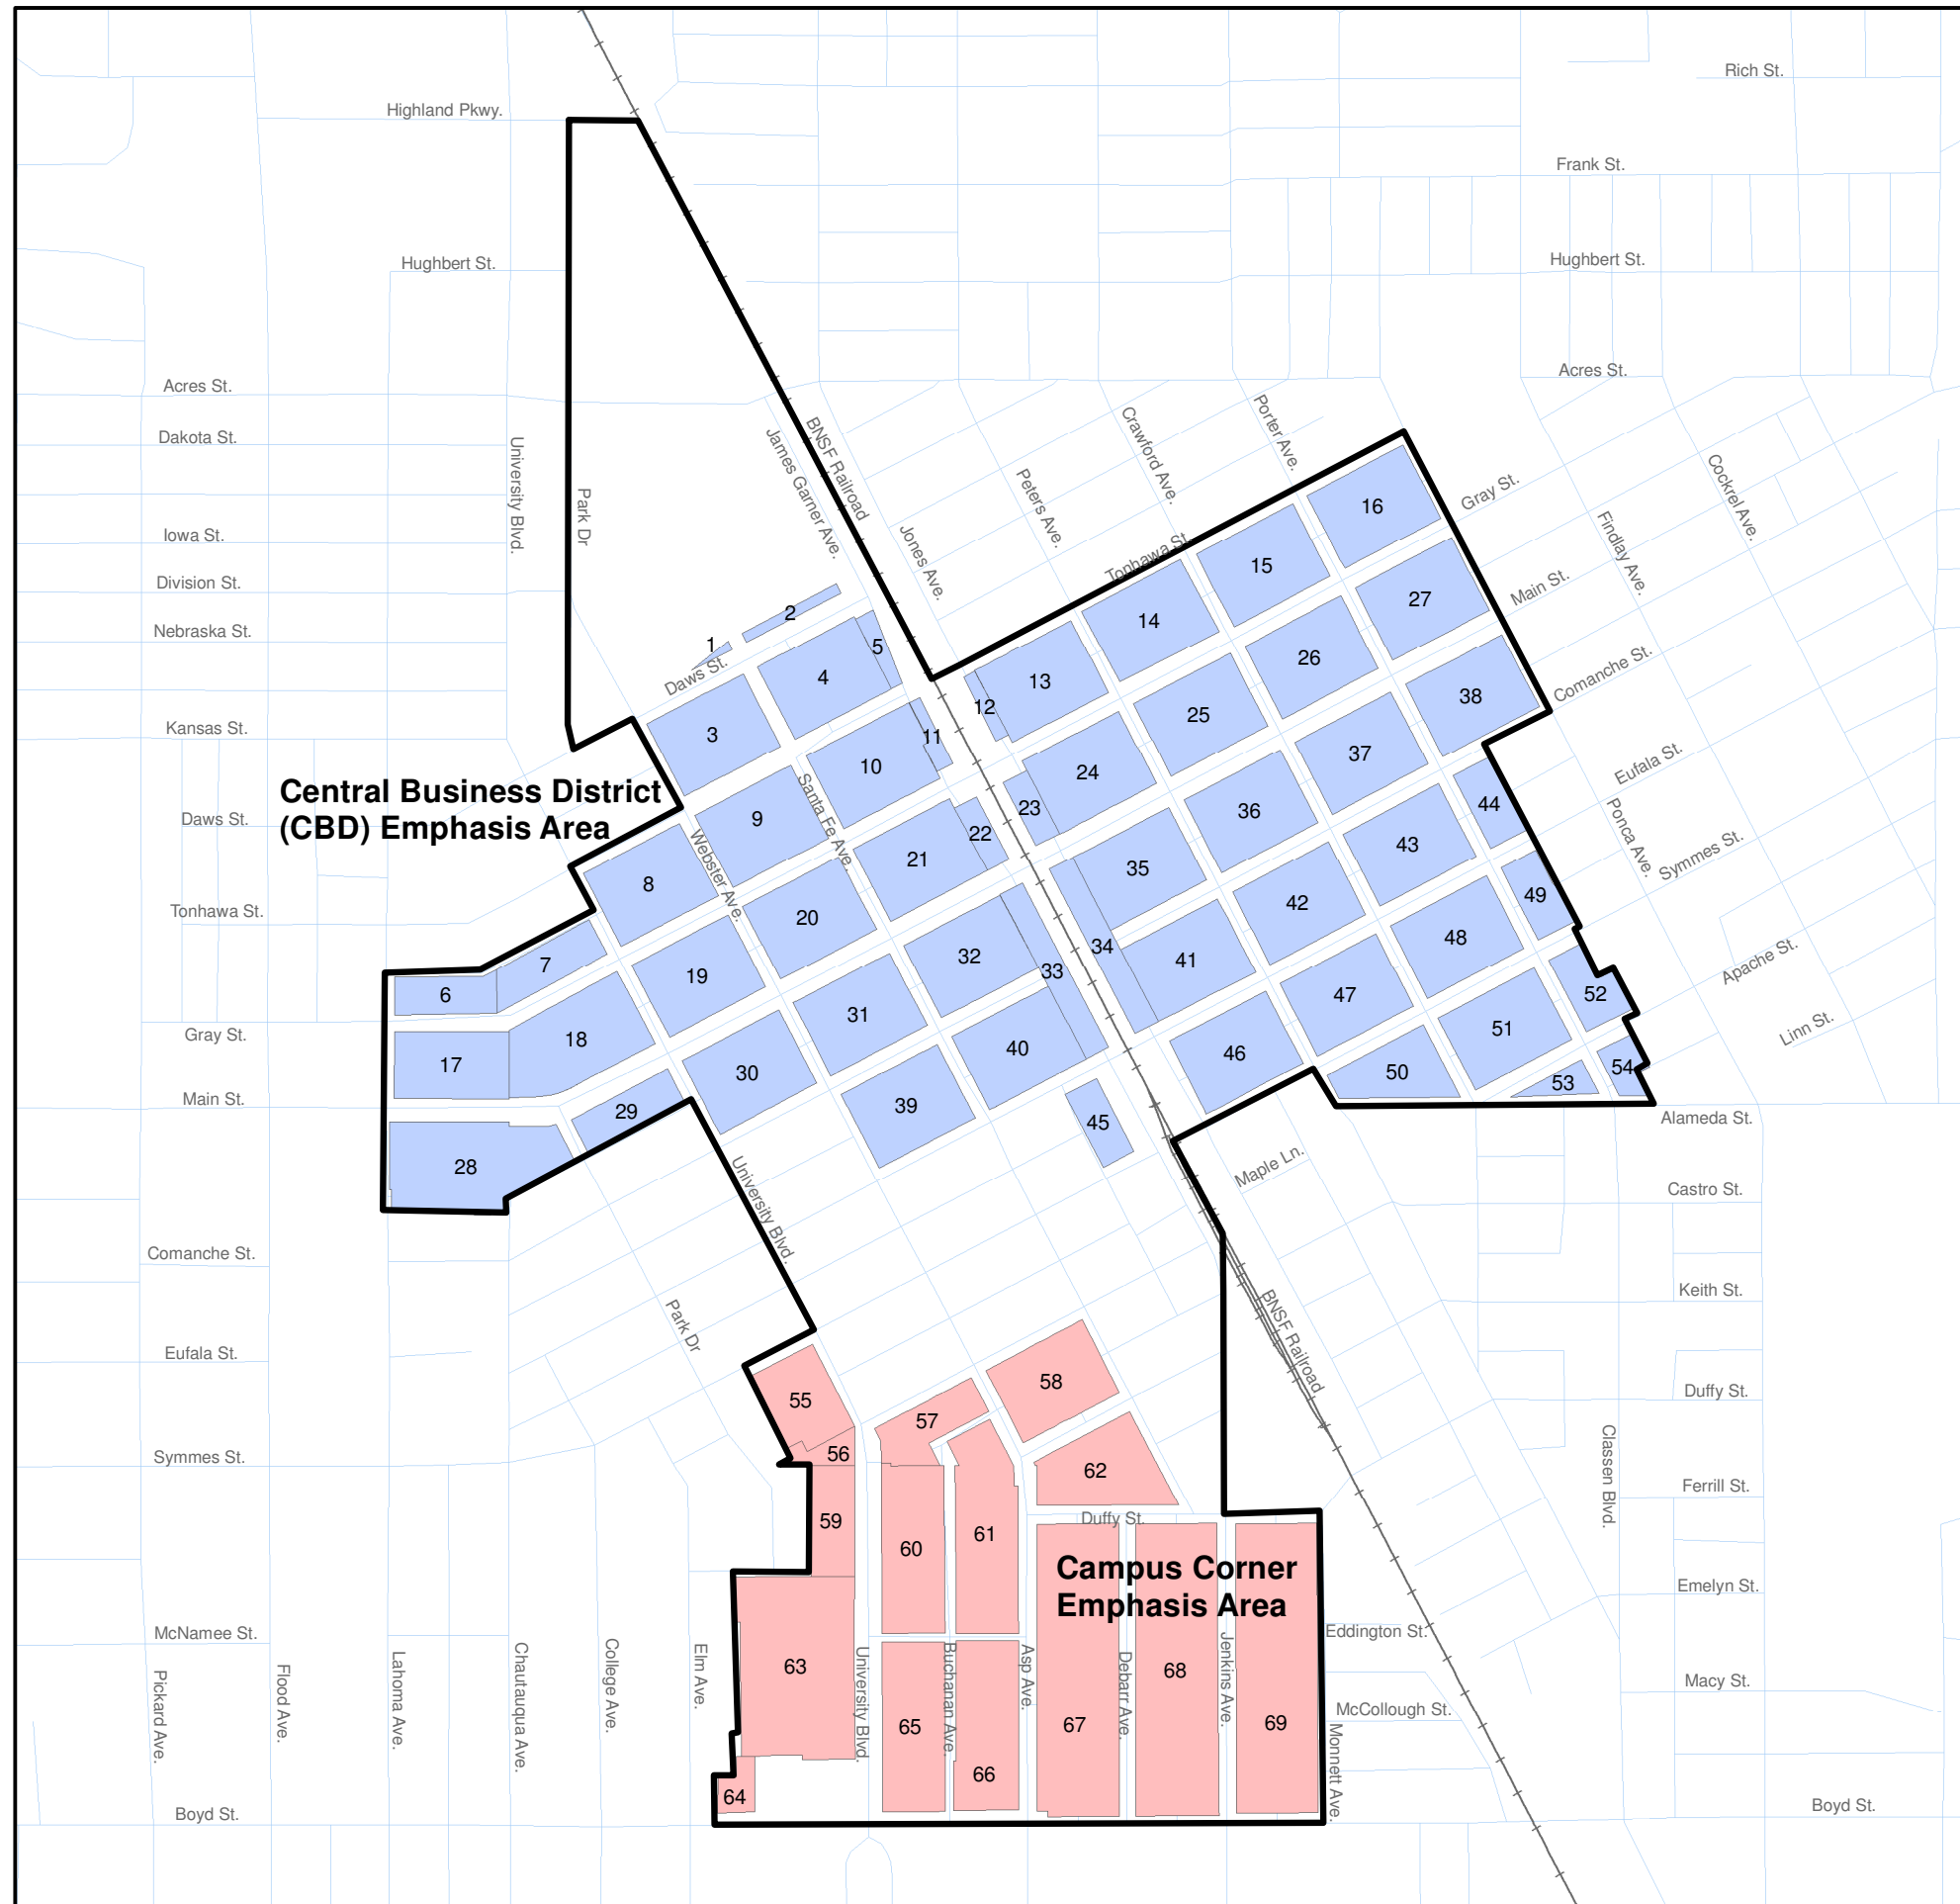 Rich St.
Highland Pkwy.
Frank St.
Hughbert St.
Hughbert St.
Acres St.
Acres St.
Dakota St.
University Blvd.
Park Dr
James Garner Ave.
BNSF Railroad
Jones Ave.
Peters Ave.
Crawford Ave.
Porter Ave.
Tonhawa St.
Gray St.
Main St.
Comanche St.
Findlay Ave.
Cockrel Ave.
Iowa St.
Division St.
Nebraska St.
Kansas St.
Daws St.
Central Business District
(CBD) Emphasis Area
Daws St.
Tonhawa St.
Gray St.
Main St.
Webster Ave.
Santa Fe Ave.
Eufala St.
Ponca Ave.
Symmes St.
Apache St.
Linn St.
Alameda St.
1
2
3
4
5
6
7
8
9
10
11
12
13
14
15
16
17
18
19
20
21
22
23
24
25
26
27
28
29
30
31
32
33
34
35
36
37
38
39
40
41
42
43
44
45
46
47
48
49
50
51
52
53
54
Maple Ln.
Castro St.
Comanche St.
University Blvd.
Park Dr
BNSF Railroad
Keith St.
Eufala St.
Duffy St.
Symmes St.
Classen Blvd.
Ferrill St.
55
56
57
58
59
60
61
62
Duffy St.
Campus Corner
Emphasis Area
Emelyn St.
Eddington St.
McNamee St.
Macy St.
McCollough St.
63
64
65
66
67
68
69
Pickard Ave.
Flood Ave.
Lahoma Ave.
Chautauqua Ave.
College Ave.
Elm Ave.
University Blvd.
Buchanan Ave.
Asp Ave.
Debarr Ave.
Jenkins Ave.
Monnett Ave.
Boyd St.
Boyd St.